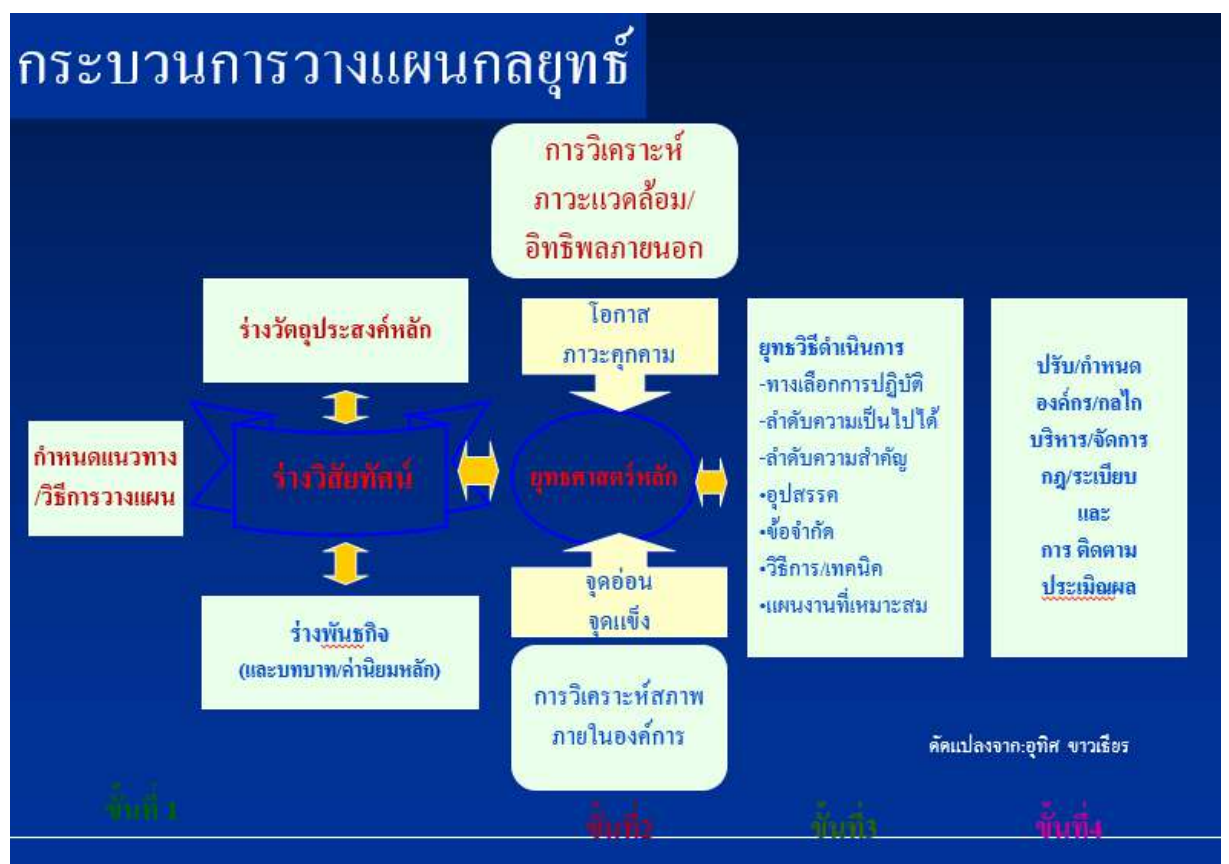 กระบวนการวางแผนกลยุทธ์
การวิเคราะห์
ภาวะแวดล้อม/
อิทธิพลภายนอก
ร่างวัตถุประสงค์หลัก
โอกาส
ภาวะคุกคาม
กำหนดแนวทาง
/วิธีการวางแผน
ร่างวิสัยทัศน์
ยุทธศาสตร์หลัก
ร่างพันธกิจ
(และบทบาท/ค่านิยมหลัก)
จุดอ่อน
จุดแข็ง
การวิเคราะห์สภาพ
ภายในองค์การ
ยุทธวิธีดำเนินการ
-ทางเลือกการปฏิบัติ
-ลำดับความเป็นไปได้
-ลำดับความสำคัญ
•อุปสรรค
•ข้อจำกัด
•วิธีการ/เทคนิค
•แผนงานที่เหมาะสม
ปรับ/กำหนด
องค์กร/กลไก
บริหาร/จัดการ
กฎ/ระเบียบ
และ
การ ติดตาม
ประเมิณผล
ดัดแปลงจาก:อุทิศ ขาวเธียร
ขั้นที่ 1
ขั้นที่2
ขั้นที่3
ขั้นที่4